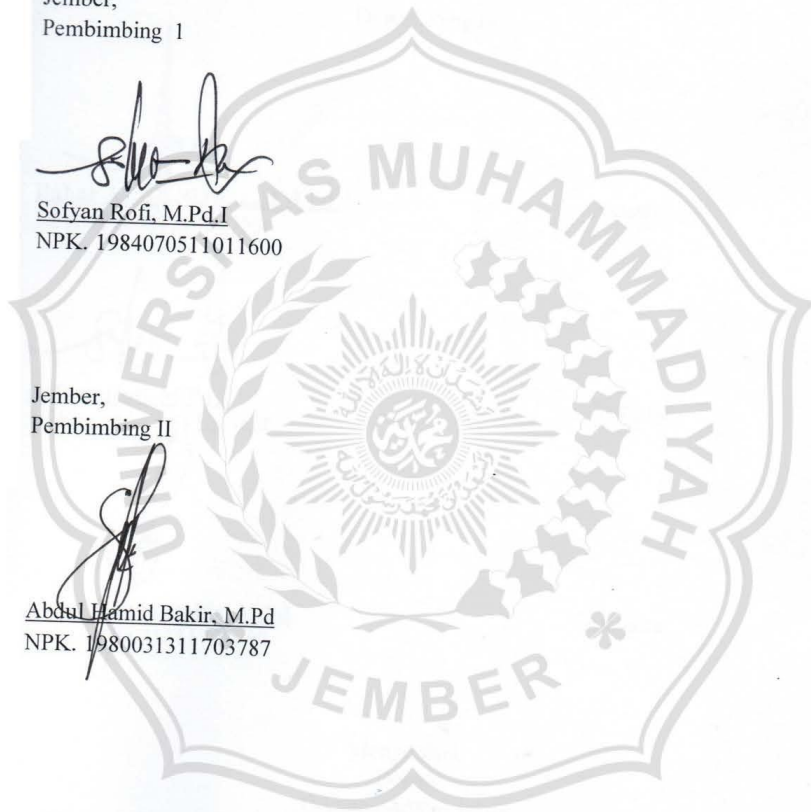 Jember,
Pembimbing 1
Sofyan Rofi, M.Pd.I
NPK. 1984070511011600
Jember,
Pembimbing II
Abdul Hamid Bakir, M.Pd
NPK. 1980031311703787
UNIVERSITAS MUHAMMADIYAH
JEMBER